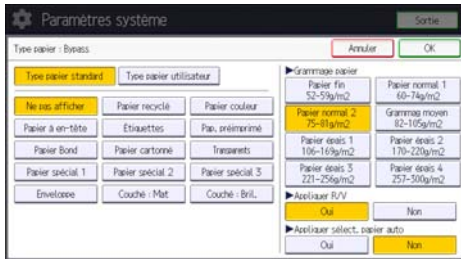 Paramètres système
Sortie
Type papier : Bypass
Annuler
OK
Type papier standard
Type papier utilisateur
Ne pas afficher
Papier recyclé
Papier couleur
Papier à en-tête
Etiquettes
Pap. préimprimé
Papier Bond
Papier cartonné
Transparents
Papier spécial 1
Papier spécial 2
Papier spécial 3
Enveloppe
Couché : Mat
Couché : Bril.
►Grammage papier
Papier fin
52-59g/m2
Papier normal 1
60-74g/m2
Papier normal 2
75-81g/m2
Grammag moyen
82-105g/m2
Papier épais 1
106-169g/m2
Papier épais 2
170-220g/m2
Papier épais 3
221-256g/m2
Papier épais 4
257-300g/m2
►Appliquer R/V
Oui
Non
►Appliquer sélect. papier auto
Oui
Non